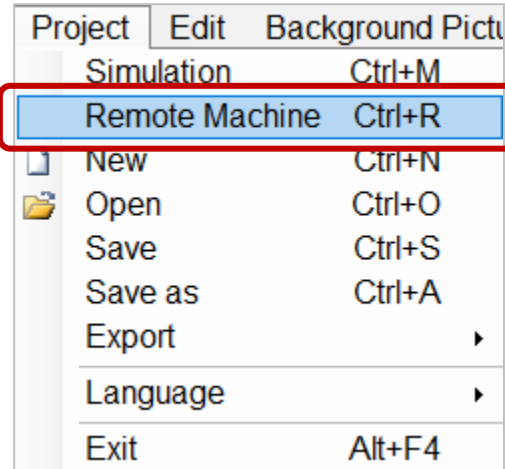 Project Edit Background Pictu
Simulation Ctrl+M
Remote Machine Ctrl+R
New Ctrl+N
Open Ctrl+O
Save Ctrl+S
Save as Ctrl+A
Export
Language
Exit Alt+F4